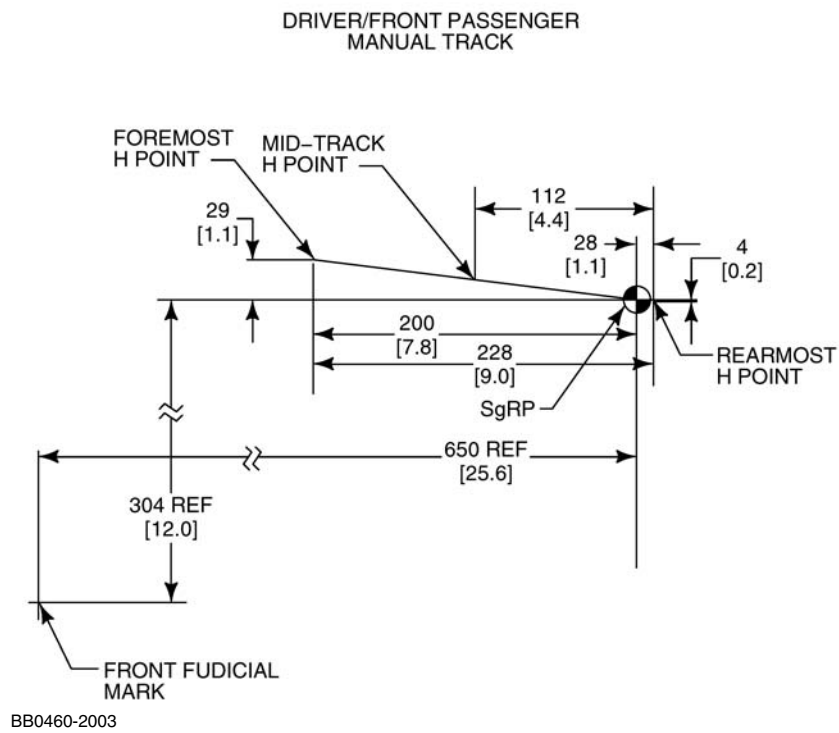 DRIVER/FRONT PASSENGER
MANUAL TRACK
FOREMOST
H POINT
MID–TRACK
H POINT
112
[4.4]
29
[1.1]
28
[1.1]
4
[0.2]
200
[7.8]
228
[9.0]
REARMOST
H POINT
SgRP
650 REF
[25.6]
304 REF
[12.0]
FRONT FUDICIAL
MARK
BB0460-2003